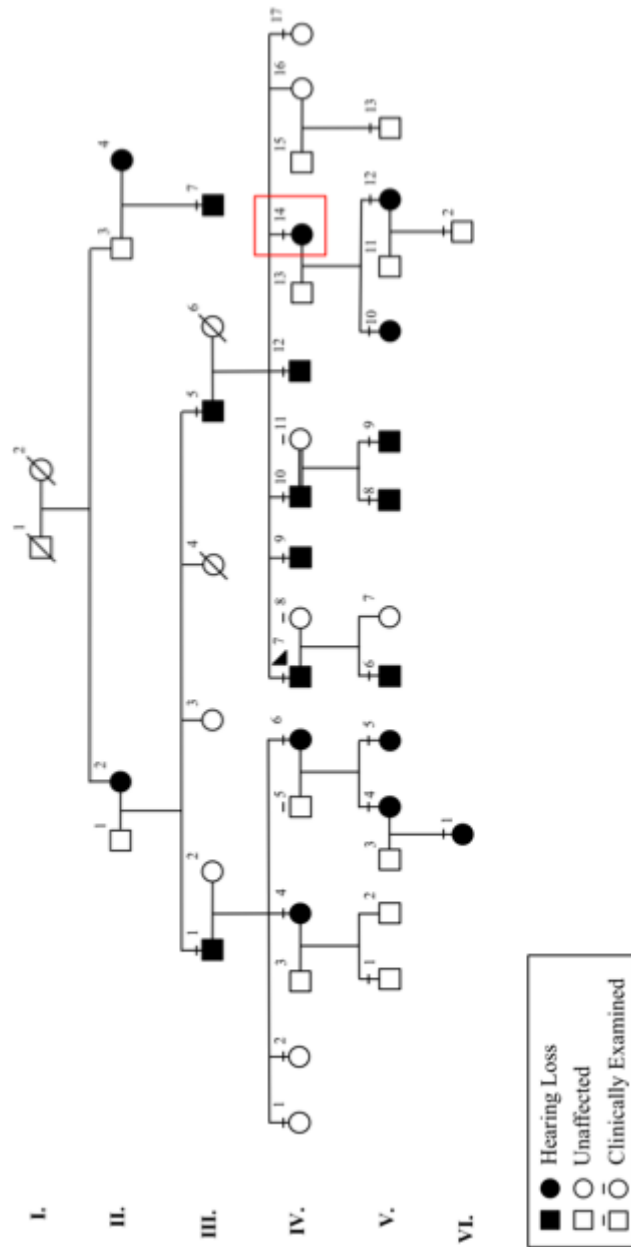 I.
1 2
II.
1 2 3 4
III.
1 2 3 4 5 6 7
IV.
1 2 3 4 5 6 7 8 9 10 11 12 13 14 15 16 17
V.
1 2 3 4 5 6 7 8 9 10 11 12 13
VI.
1 2
Hearing Loss
Unaffected
Clinically Examined